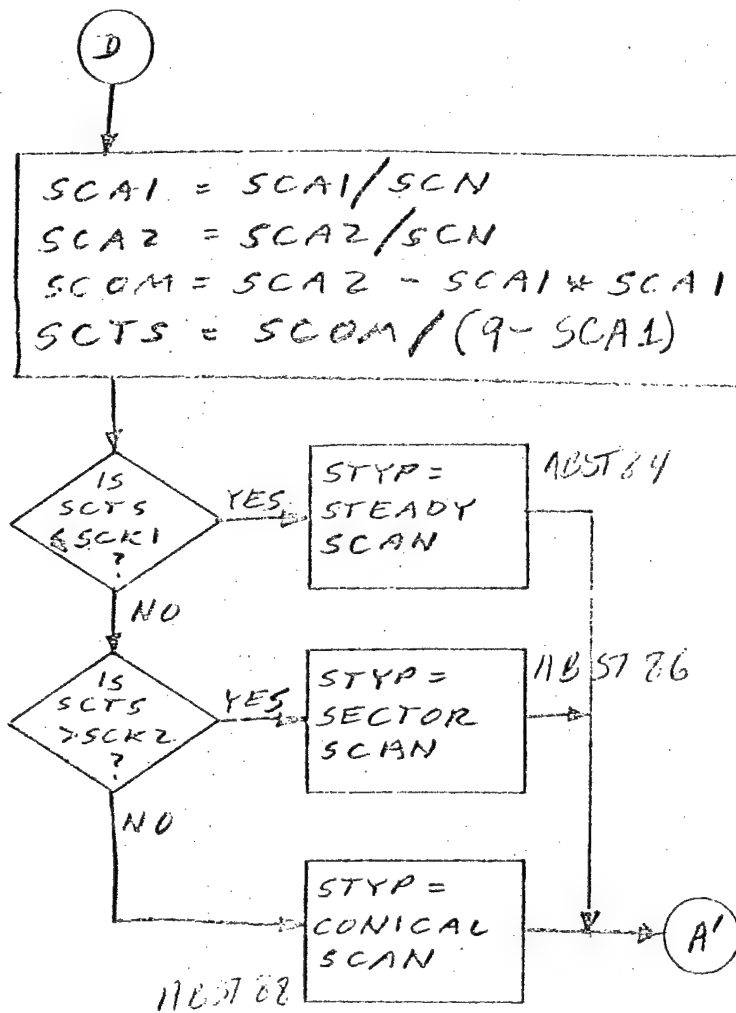 D
SCA1 = SCA1/SCN
SCA2 = SCA2/SCN
SCOM = SCA2 - SCA1 * SCA1
SCTS = SCOM/(9-SCA1)
IS
SCTS
≤SCK1
?
YES
STYP=
STEADY
SCAN
NO
IS
SCTS
>SCK2
?
YES
STYP=
SECTOR
SCAN
NO
STYP=
CONICAL
SCAN
A'